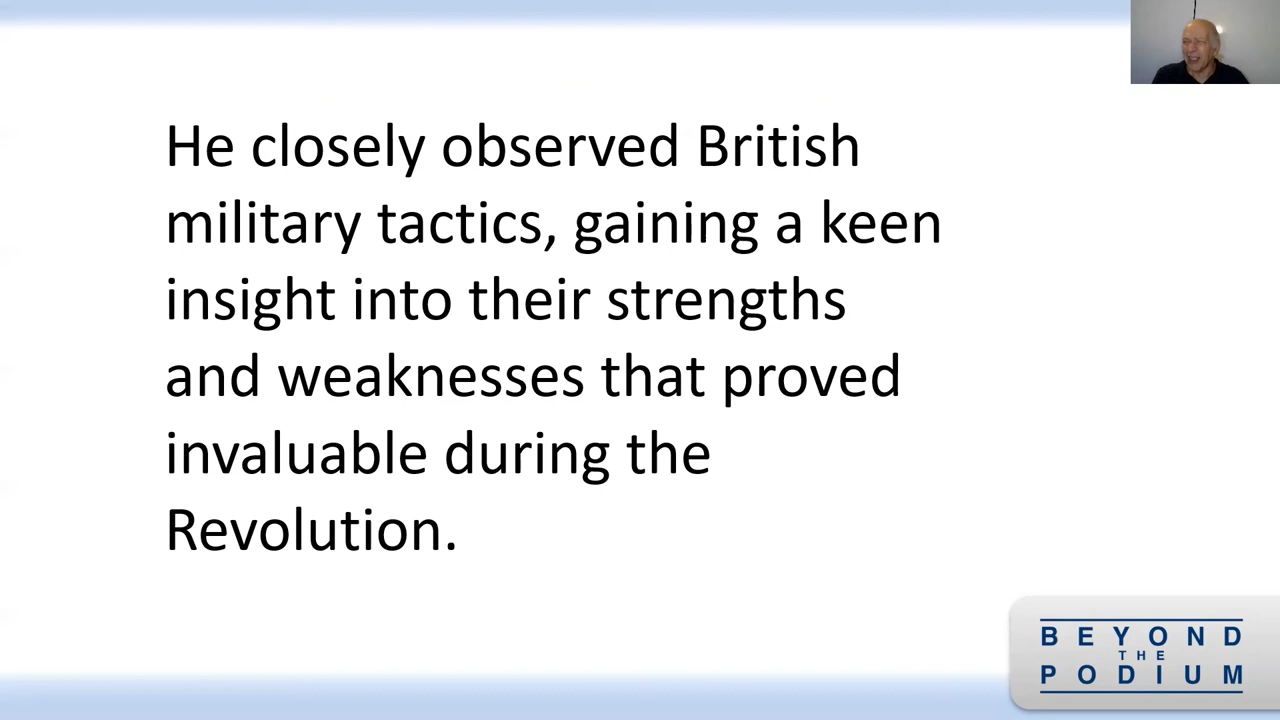 He closely observed British
military tactics, gaining a keen
insight into their strengths
and weaknesses that proved
invaluable during the
Revolution.
BEYOND
THE
PODIUM